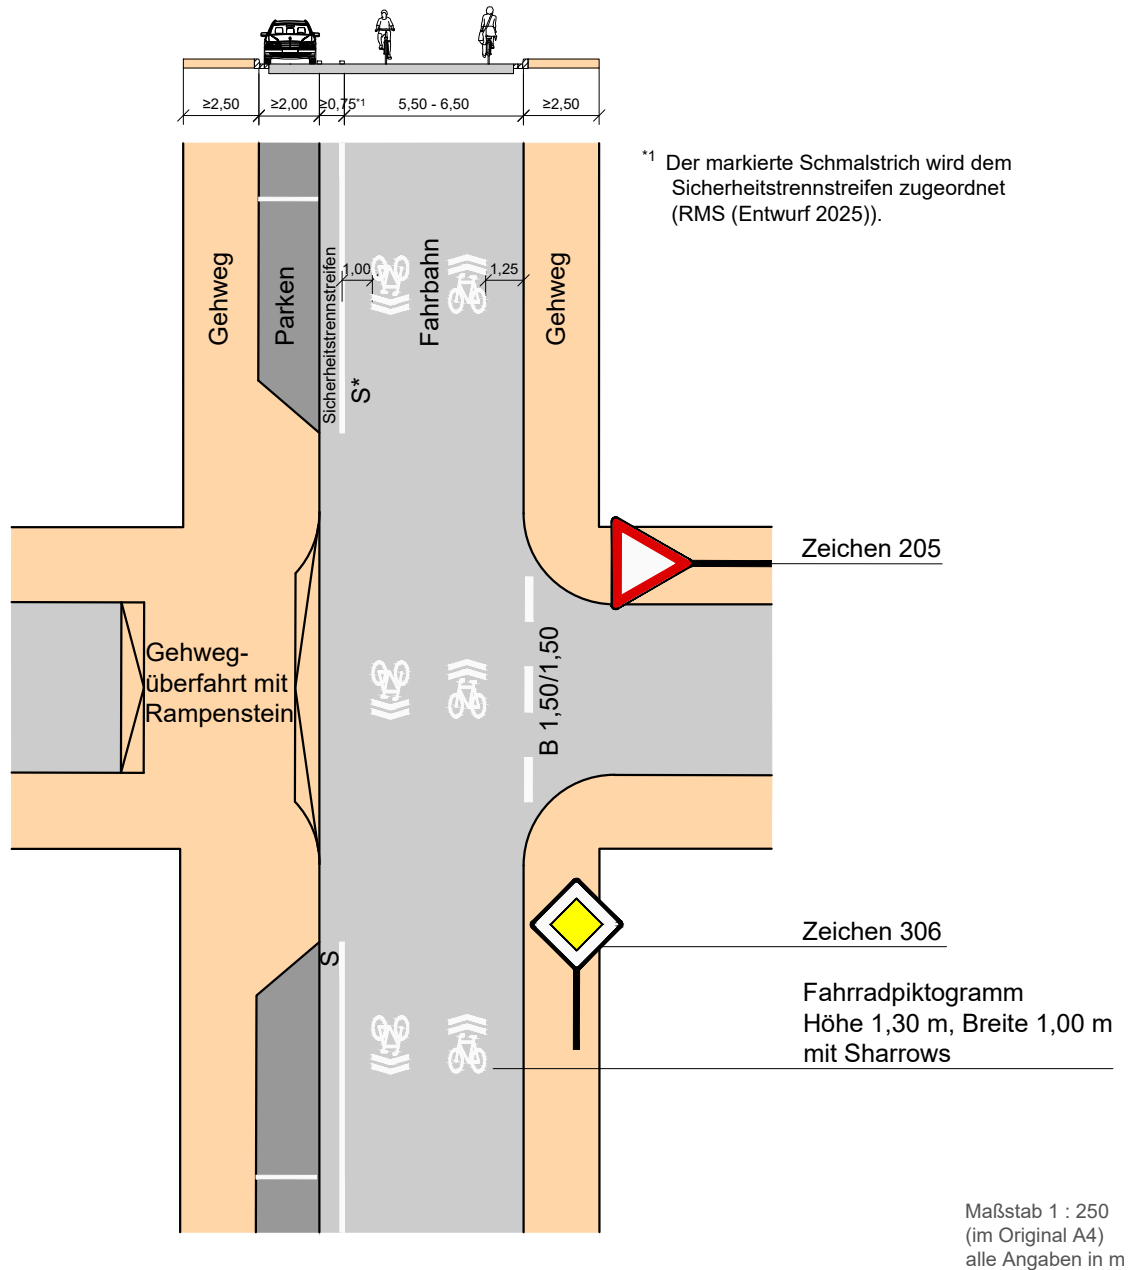 ≥2,50 ≥2,00 ≥0,75*1 5,50 - 6,50 ≥2,50
*1 Der markierte Schmalstrich wird dem
Sicherheitstrennstreifen zugeordnet
(RMS (Entwurf 2025)).
Gehweg
Parken
Sicherheitstrennstreifen
1,00
Fahrbahn
1,25
Gehweg
S*
Zeichen 205
Gehweg-
überfahrt mit
Rampenstein
B 1,50/1,50
S
Zeichen 306
Fahrradpiktogramm
Höhe 1,30 m, Breite 1,00 m
mit Sharrows
Maßstab 1 : 250
(im Original A4)
alle Angaben in m